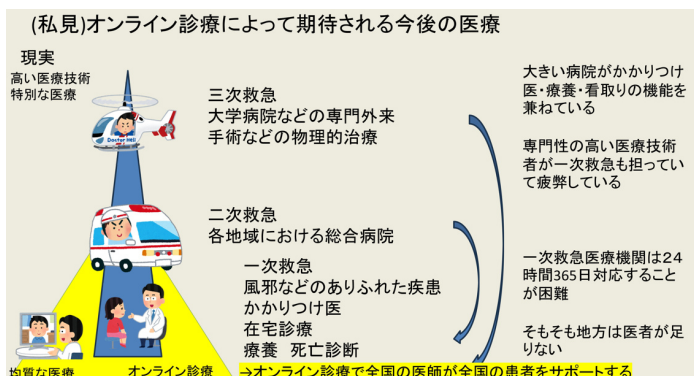 (私見)オンライン診療によって期待される今後の医療
現実
高い医療技術
特別な医療
Doctor Heli
三次救急
大学病院などの専門外来
手術などの物理的治療
大きい病院がかかりつけ
医・療養・看取りの機能を
兼ねている
専門性の高い医療技術
者が一次救急も担ってい
て疲弊している
二次救急
各地域における総合病院
一次救急
風邪などのありふれた疾患
かかりつけ医
在宅診療
療養 死亡診断
一次救急医療機関は24
時間365日対応すること
が困難
そもそも地方は医者が足
りない
均質な医療
オンライン診療
→オンライン診療で全国の医師が全国の患者をサポートする